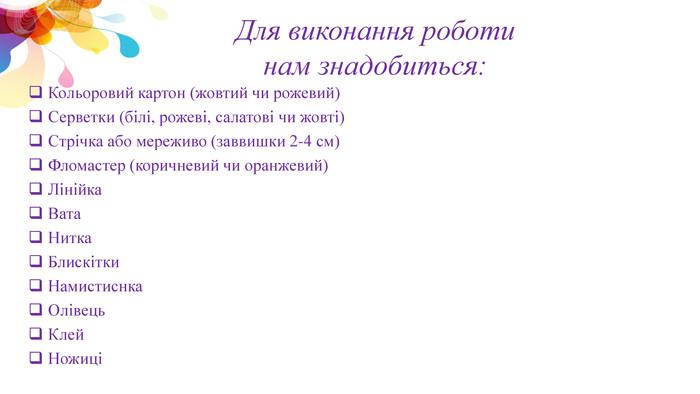 Для виконання роботи
нам знадобиться:
Кольоровий картон (жовтий чи рожевий)
Серветки (білі, рожеві, салатові чи жовті)
Стрічка або мереживо (заввишки 2-4 см)
Фломастер (коричневий чи оранжевий)
Лінійка
Вата
Нитка
Блискітки
Намистиснка
Олівець
Клей
Ножиці